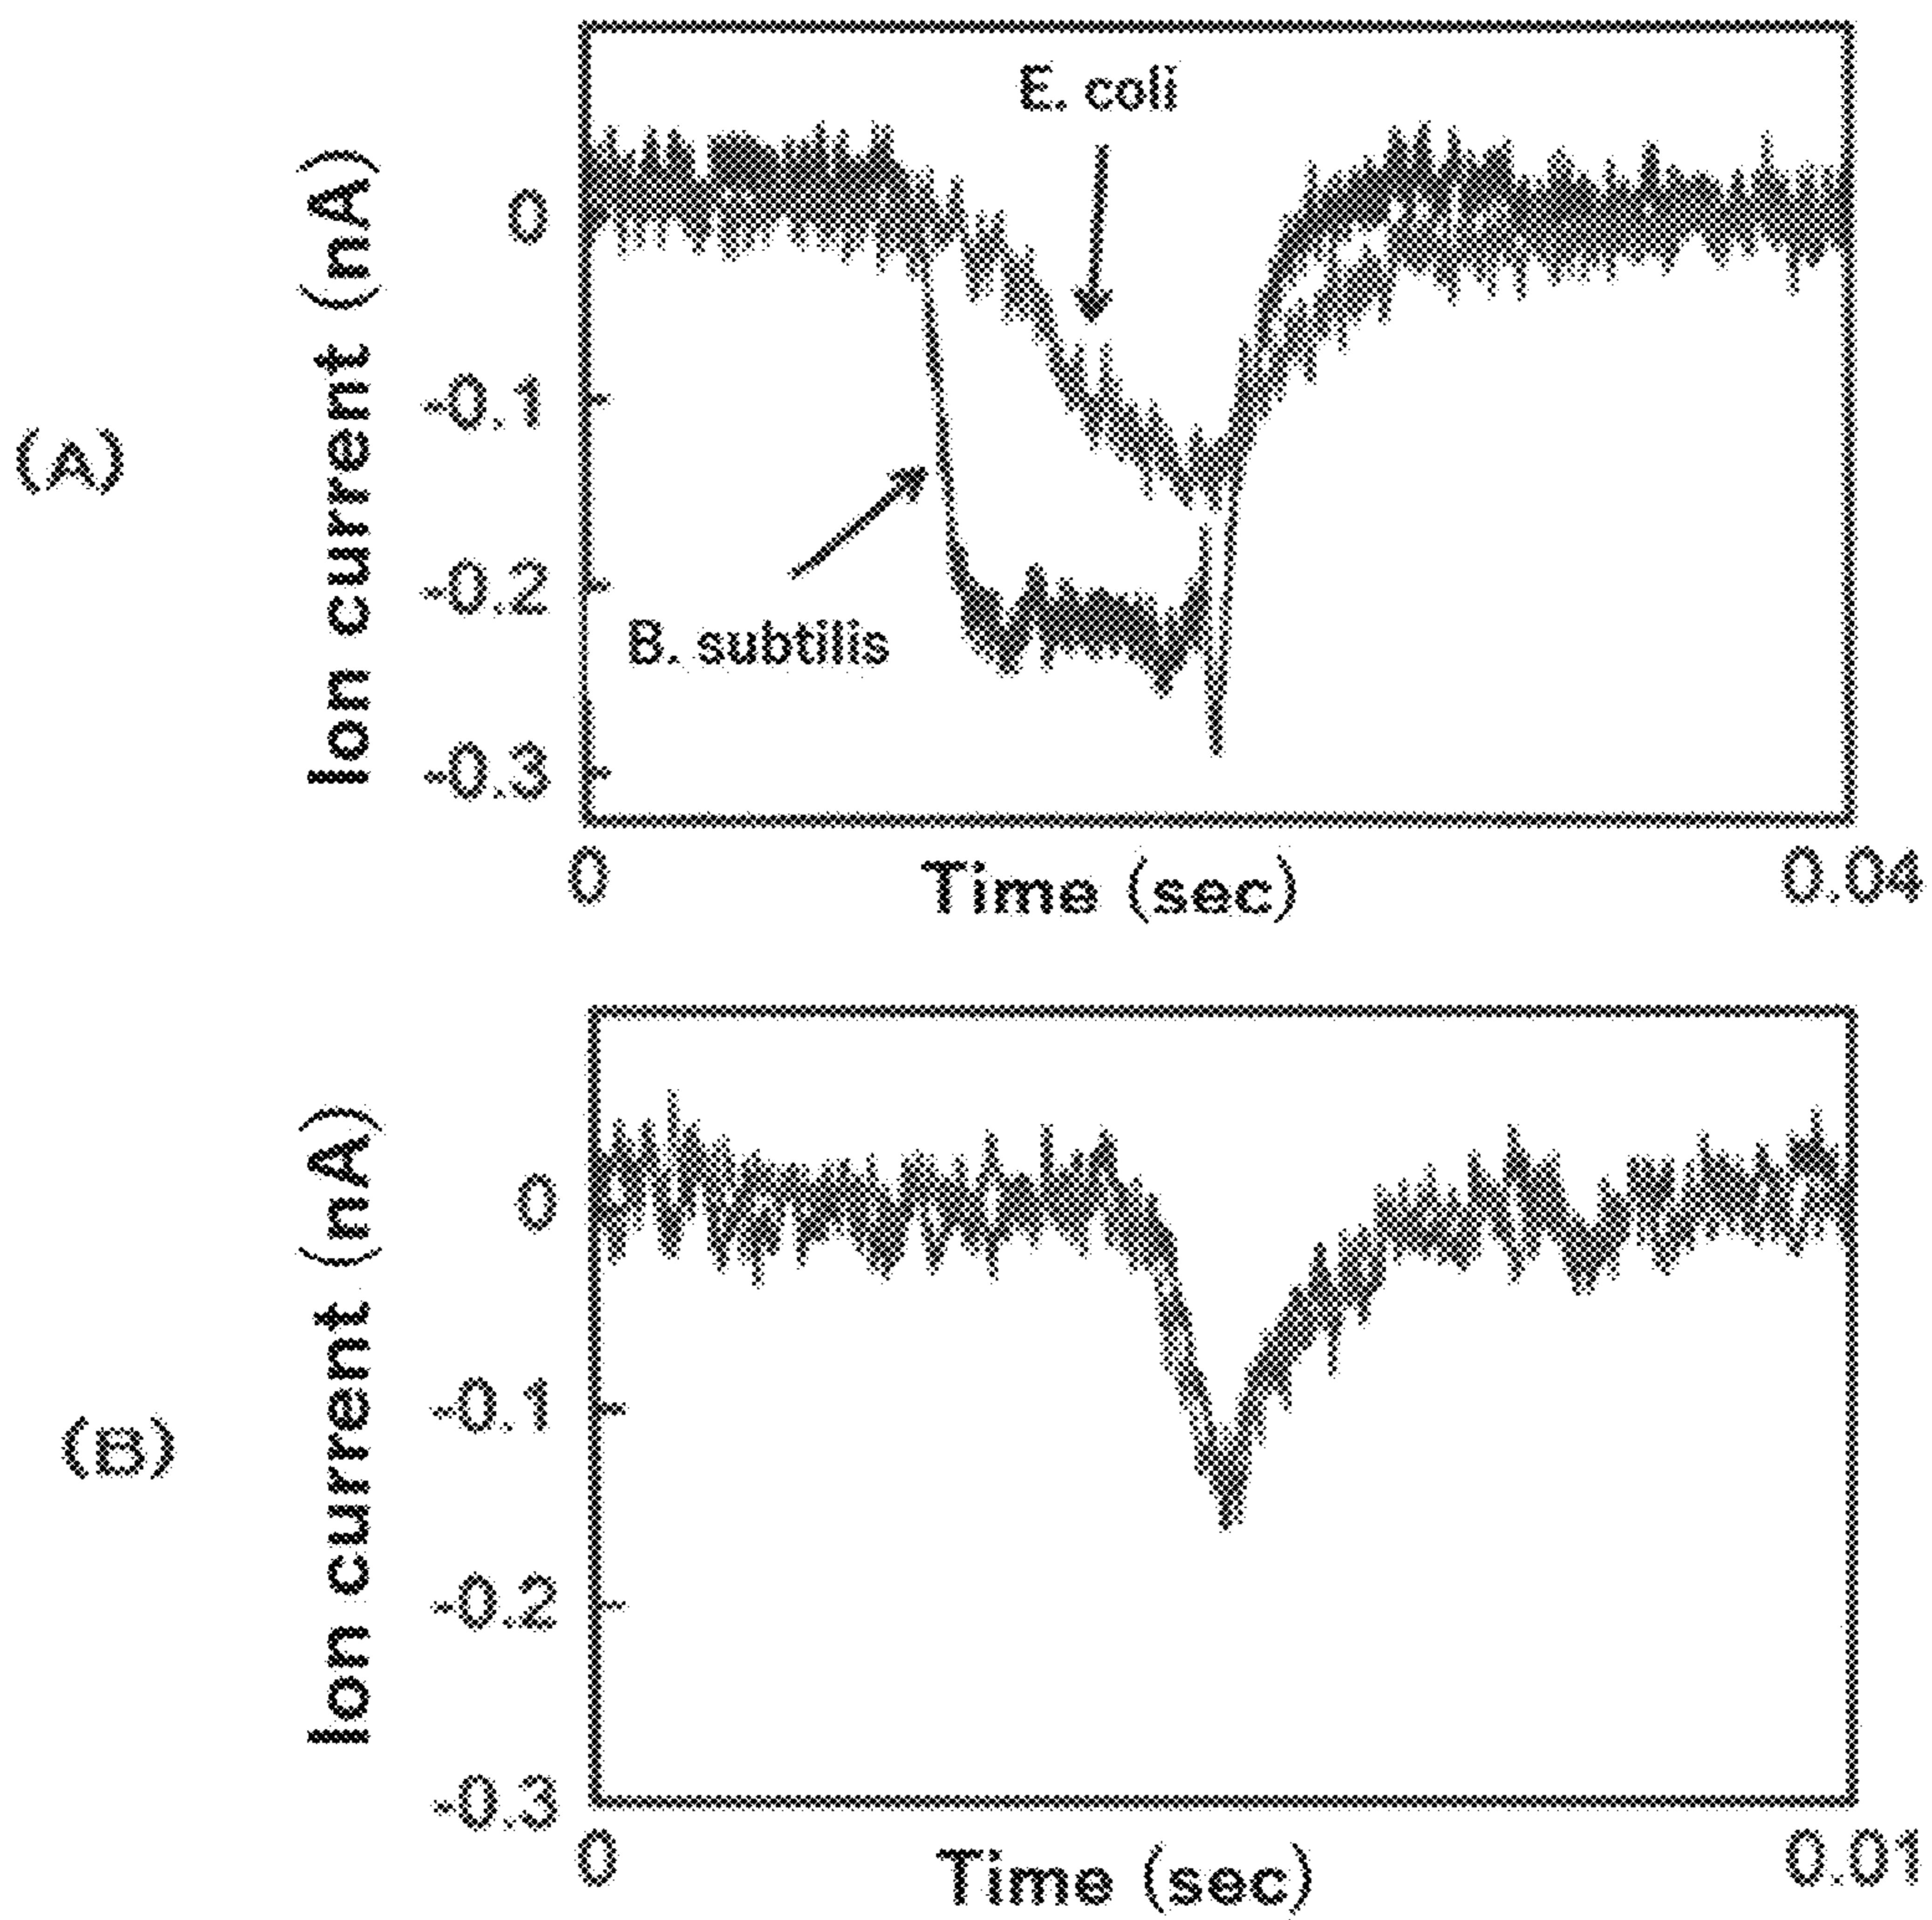 (A)
Ion current (nA)
0
-0.1
-0.2
-0.3
E. coli
B. subtilis
0
Time (sec)
0.04
(B)
Ion current (nA)
0
-0.1
-0.2
-0.3
0
Time (sec)
0.01